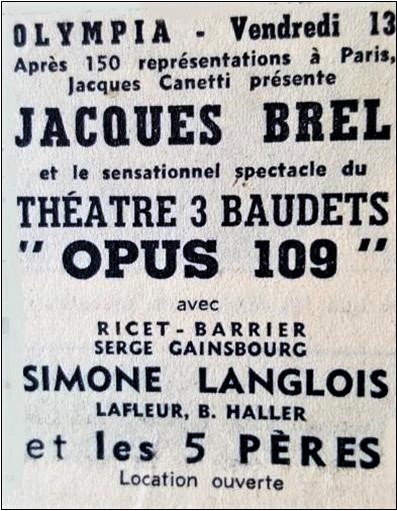 OLYMPIA - Vendredi 13
Après 150 représentations à Paris,
Jacques Canetti présente
JACQUES BREL
et le sensationnel spectacle du
THÉATRE 3 BAUDETS
" OPUS 109 "
avec
RICET - BARRIER
SERGE GAINSBOURG
SIMONE LANGLOIS
LAFLEUR, B. HALLER
et les 5 PÈRES
Location ouverte